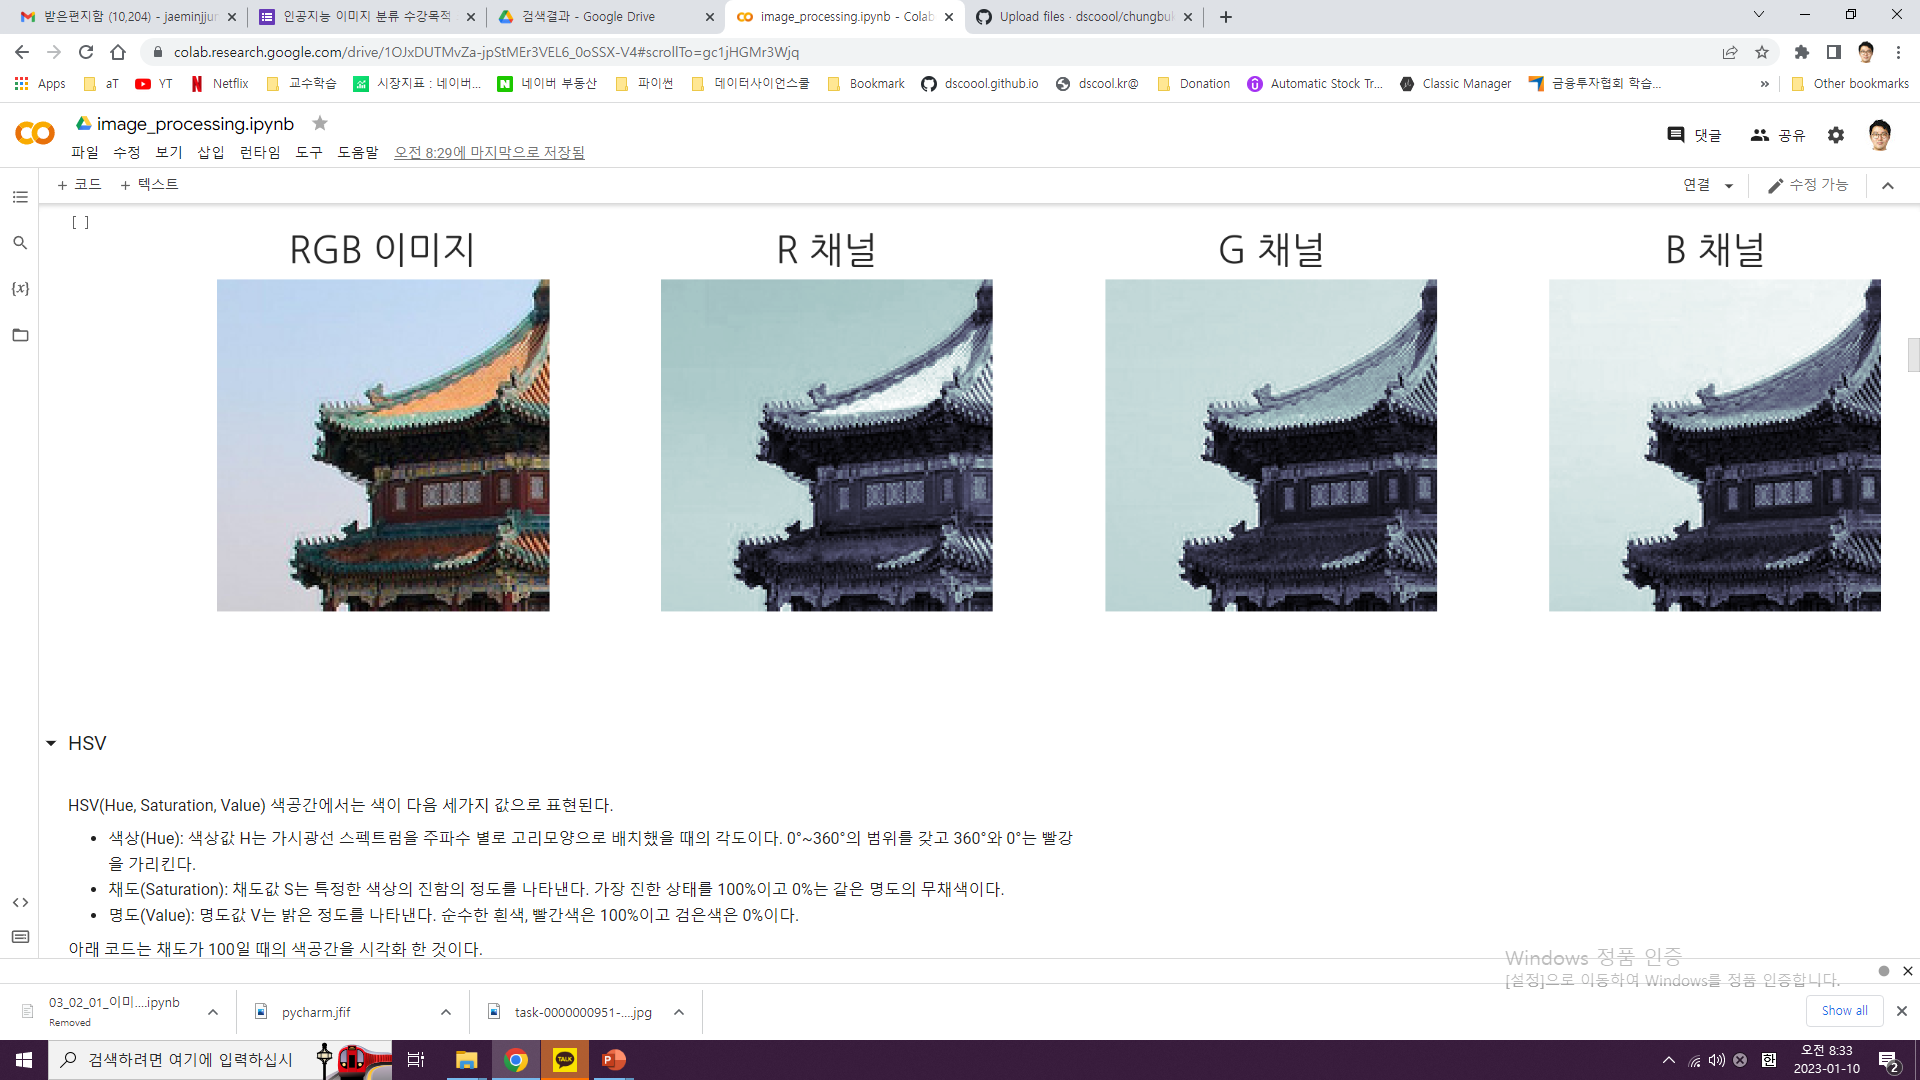 받은편지함 (10,204) - jaeminjjur
인공지능 이미지 분류 수강목적
검색결과 - Google Drive
image_processing.ipynb - Colab
Upload files · dscoool/chungbuk
colab.research.google.com/drive/1OJxDUTMvZa-jpStMEr3VEL6_0oSSX-V4#scrollTo=gc1jHGMr3Wjq
Apps aT YT Netflix 교수학습 시장지표 : 네이버... 네이버 부동산 파이썬 데이터사이언스쿨 Bookmark dscoool.github.io dscool.kr@ Donation Automatic Stock Tr... Classic Manager 금융투자협회 학습... » Other bookmarks
image_processing.ipynb
댓글 공유
파일 수정 보기 삽입 런타임 도구 도움말 오전 8:29에 마지막으로 저장됨
+ 코드 + 텍스트 연결 수정 가능
{x}
[ ]
RGB 이미지 R 채널 G 채널 B 채널
HSV
HSV(Hue, Saturation, Value) 색공간에서는 색이 다음 세가지 값으로 표현된다.
• 색상(Hue): 색상값 H는 가시광선 스펙트럼을 주파수 별로 고리모양으로 배치했을 때의 각도이다. 0°~360°의 범위를 갖고 360°와 0°는 빨강
을 가리킨다.
• 채도(Saturation): 채도값 S는 특정한 색상의 진함의 정도를 나타낸다. 가장 진한 상태를 100%이고 0%는 같은 명도의 무채색이다.
• 명도(Value): 명도값 V는 밝은 정도를 나타낸다. 순수한 흰색, 빨간색은 100%이고 검은색은 0%이다.
아래 코드는 채도가 100일 때의 색공간을 시각화 한 것이다.
Windows 정품 인증
[설정]으로 이동하여 Windows를 정품 인증합니다.
03_02_01_이미....ipynb
Removed
pycharm.jfif
task-0000000951-....jpg
Show all
검색하려면 여기에 입력하십시
TALK
한
오전 8:33
2023-01-10
2